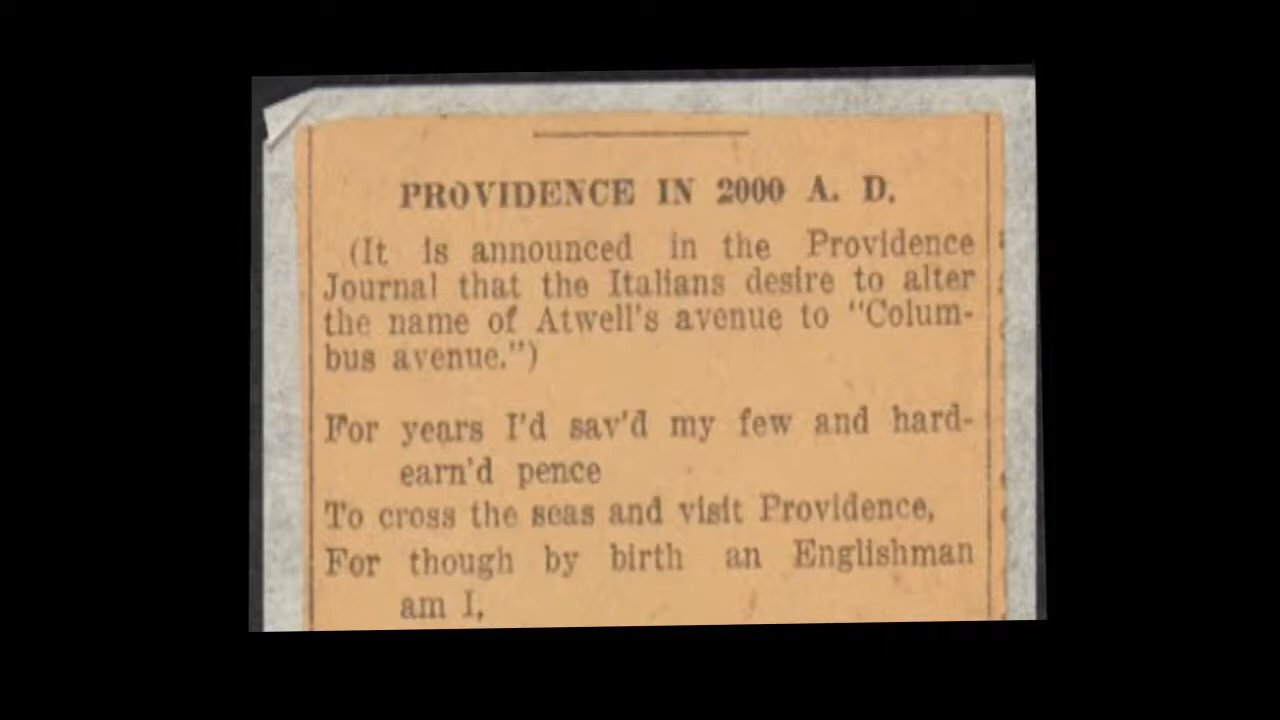 PROVIDENCE IN 2000 A. D.
(It is announced in the Providence
Journal that the Italians desire to alter
the name of Atwell's avenue to "Colum-
bus avenue.")
For years I'd sav'd my few and hard-
earn'd pence
To cross the seas and visit Providence,
For though by birth an Englishman
am I,